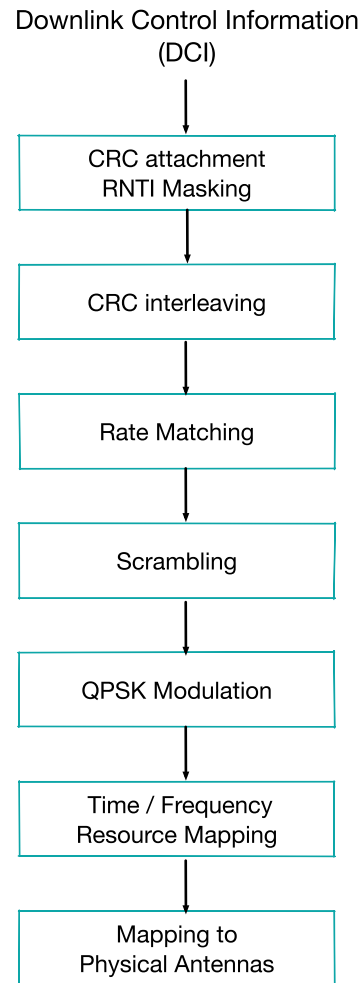 Downlink Control Information
(DCI)
CRC attachment
RNTI Masking
CRC interleaving
Rate Matching
Scrambling
QPSK Modulation
Time / Frequency
Resource Mapping
Mapping to
Physical Antennas